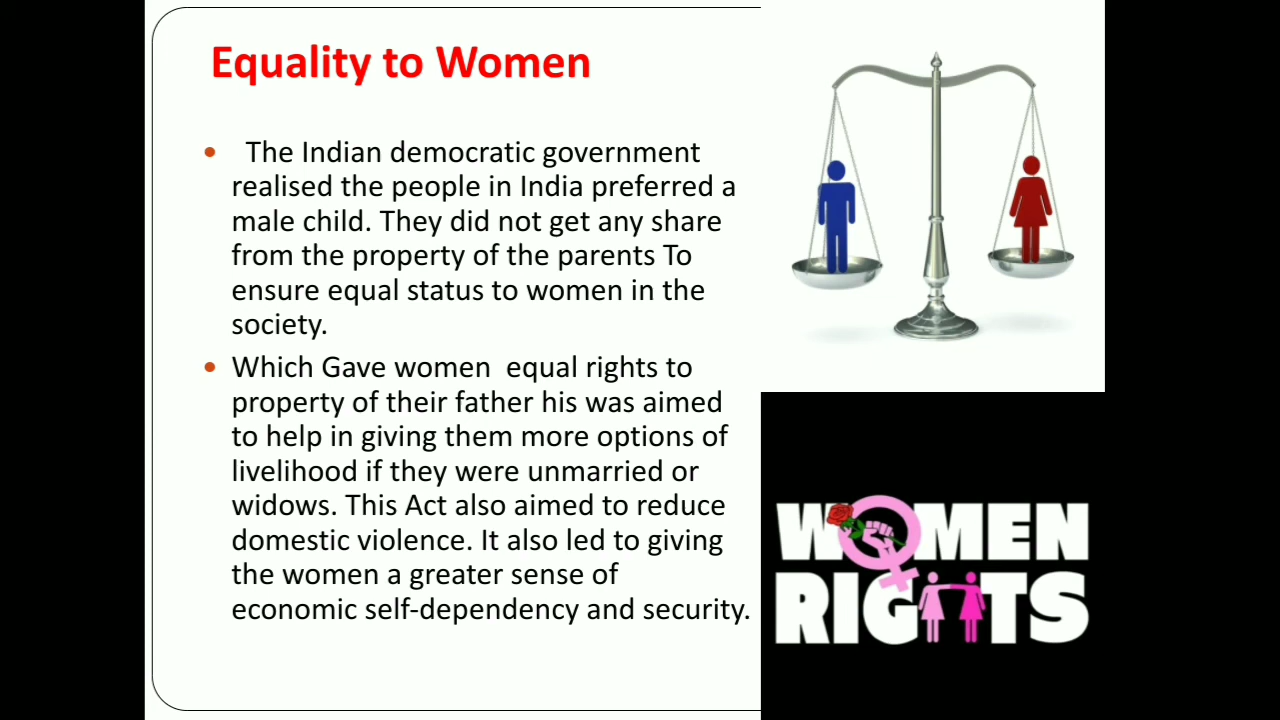 Equality to Women
• The Indian democratic government
realised the people in India preferred a
male child. They did not get any share
from the property of the parents To
ensure equal status to women in the
society.
• Which Gave women  equal rights to
property of their father his was aimed
to help in giving them more options of
livelihood if they were unmarried or
widows. This Act also aimed to reduce
domestic violence. It also led to giving
the women a greater sense of
economic self-dependency and security.
WOMEN
RIGHTS